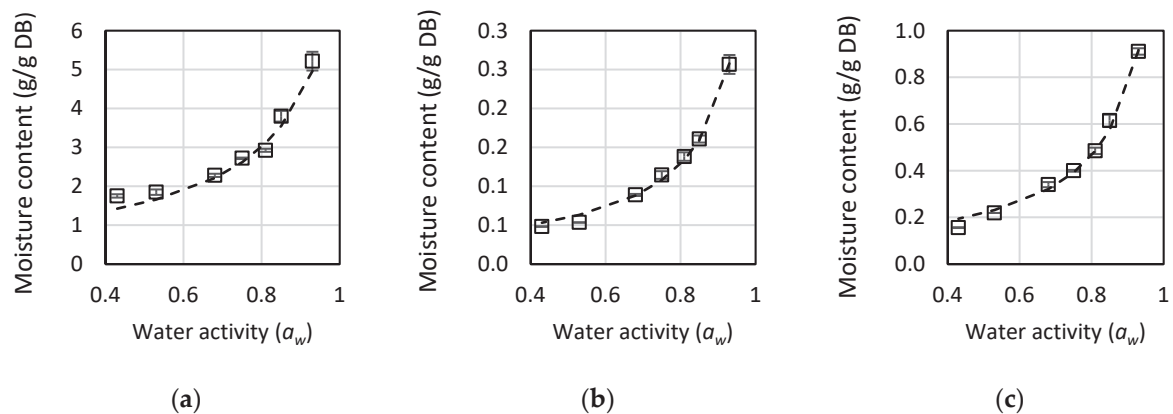 Moisture content (g/g DB)
6
5
4
3
2
1
0
0.4 0.6 0.8 1
Water activity (a_w)
(a)
Moisture content (g/g DB)
0.3
0.3
0.2
0.2
0.1
0.1
0.0
0.4 0.6 0.8 1
Water activity (a_w)
(b)
Moisture content (g/g DB)
1.0
0.8
0.6
0.4
0.2
0.0
0.4 0.6 0.8 1
Water activity (a_w)
(c)